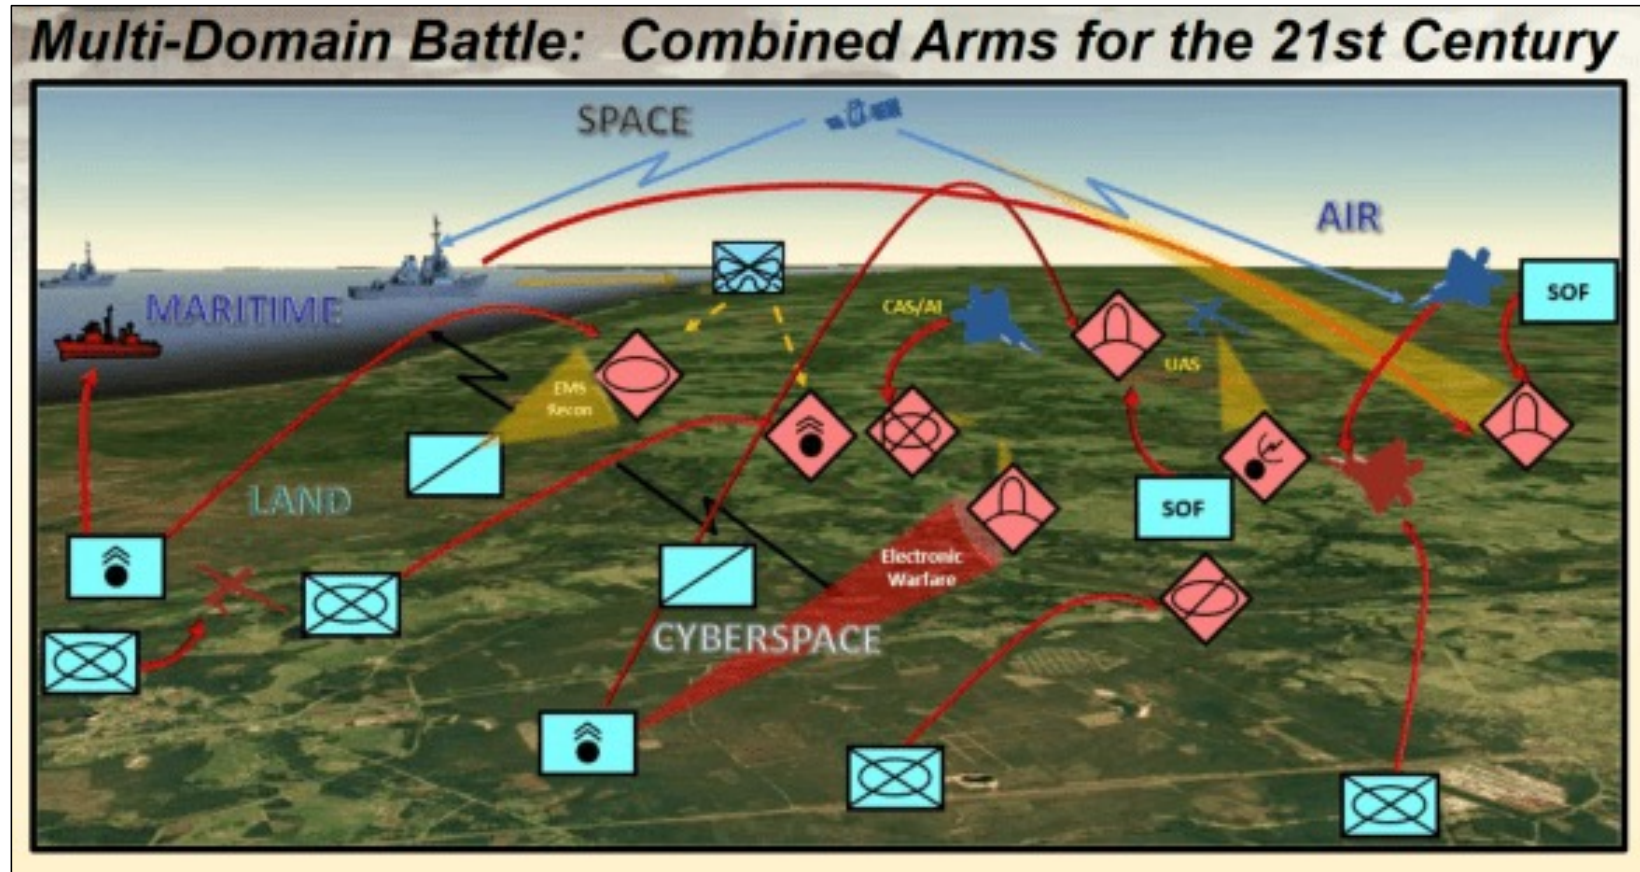 Multi-Domain Battle: Combined Arms for the 21st Century
SPACE
AIR
SOF
MARITIME
CAS/AI
UAS
EMS
Recon
LAND
SOF
Electronic
Warfare
CYBERSPACE